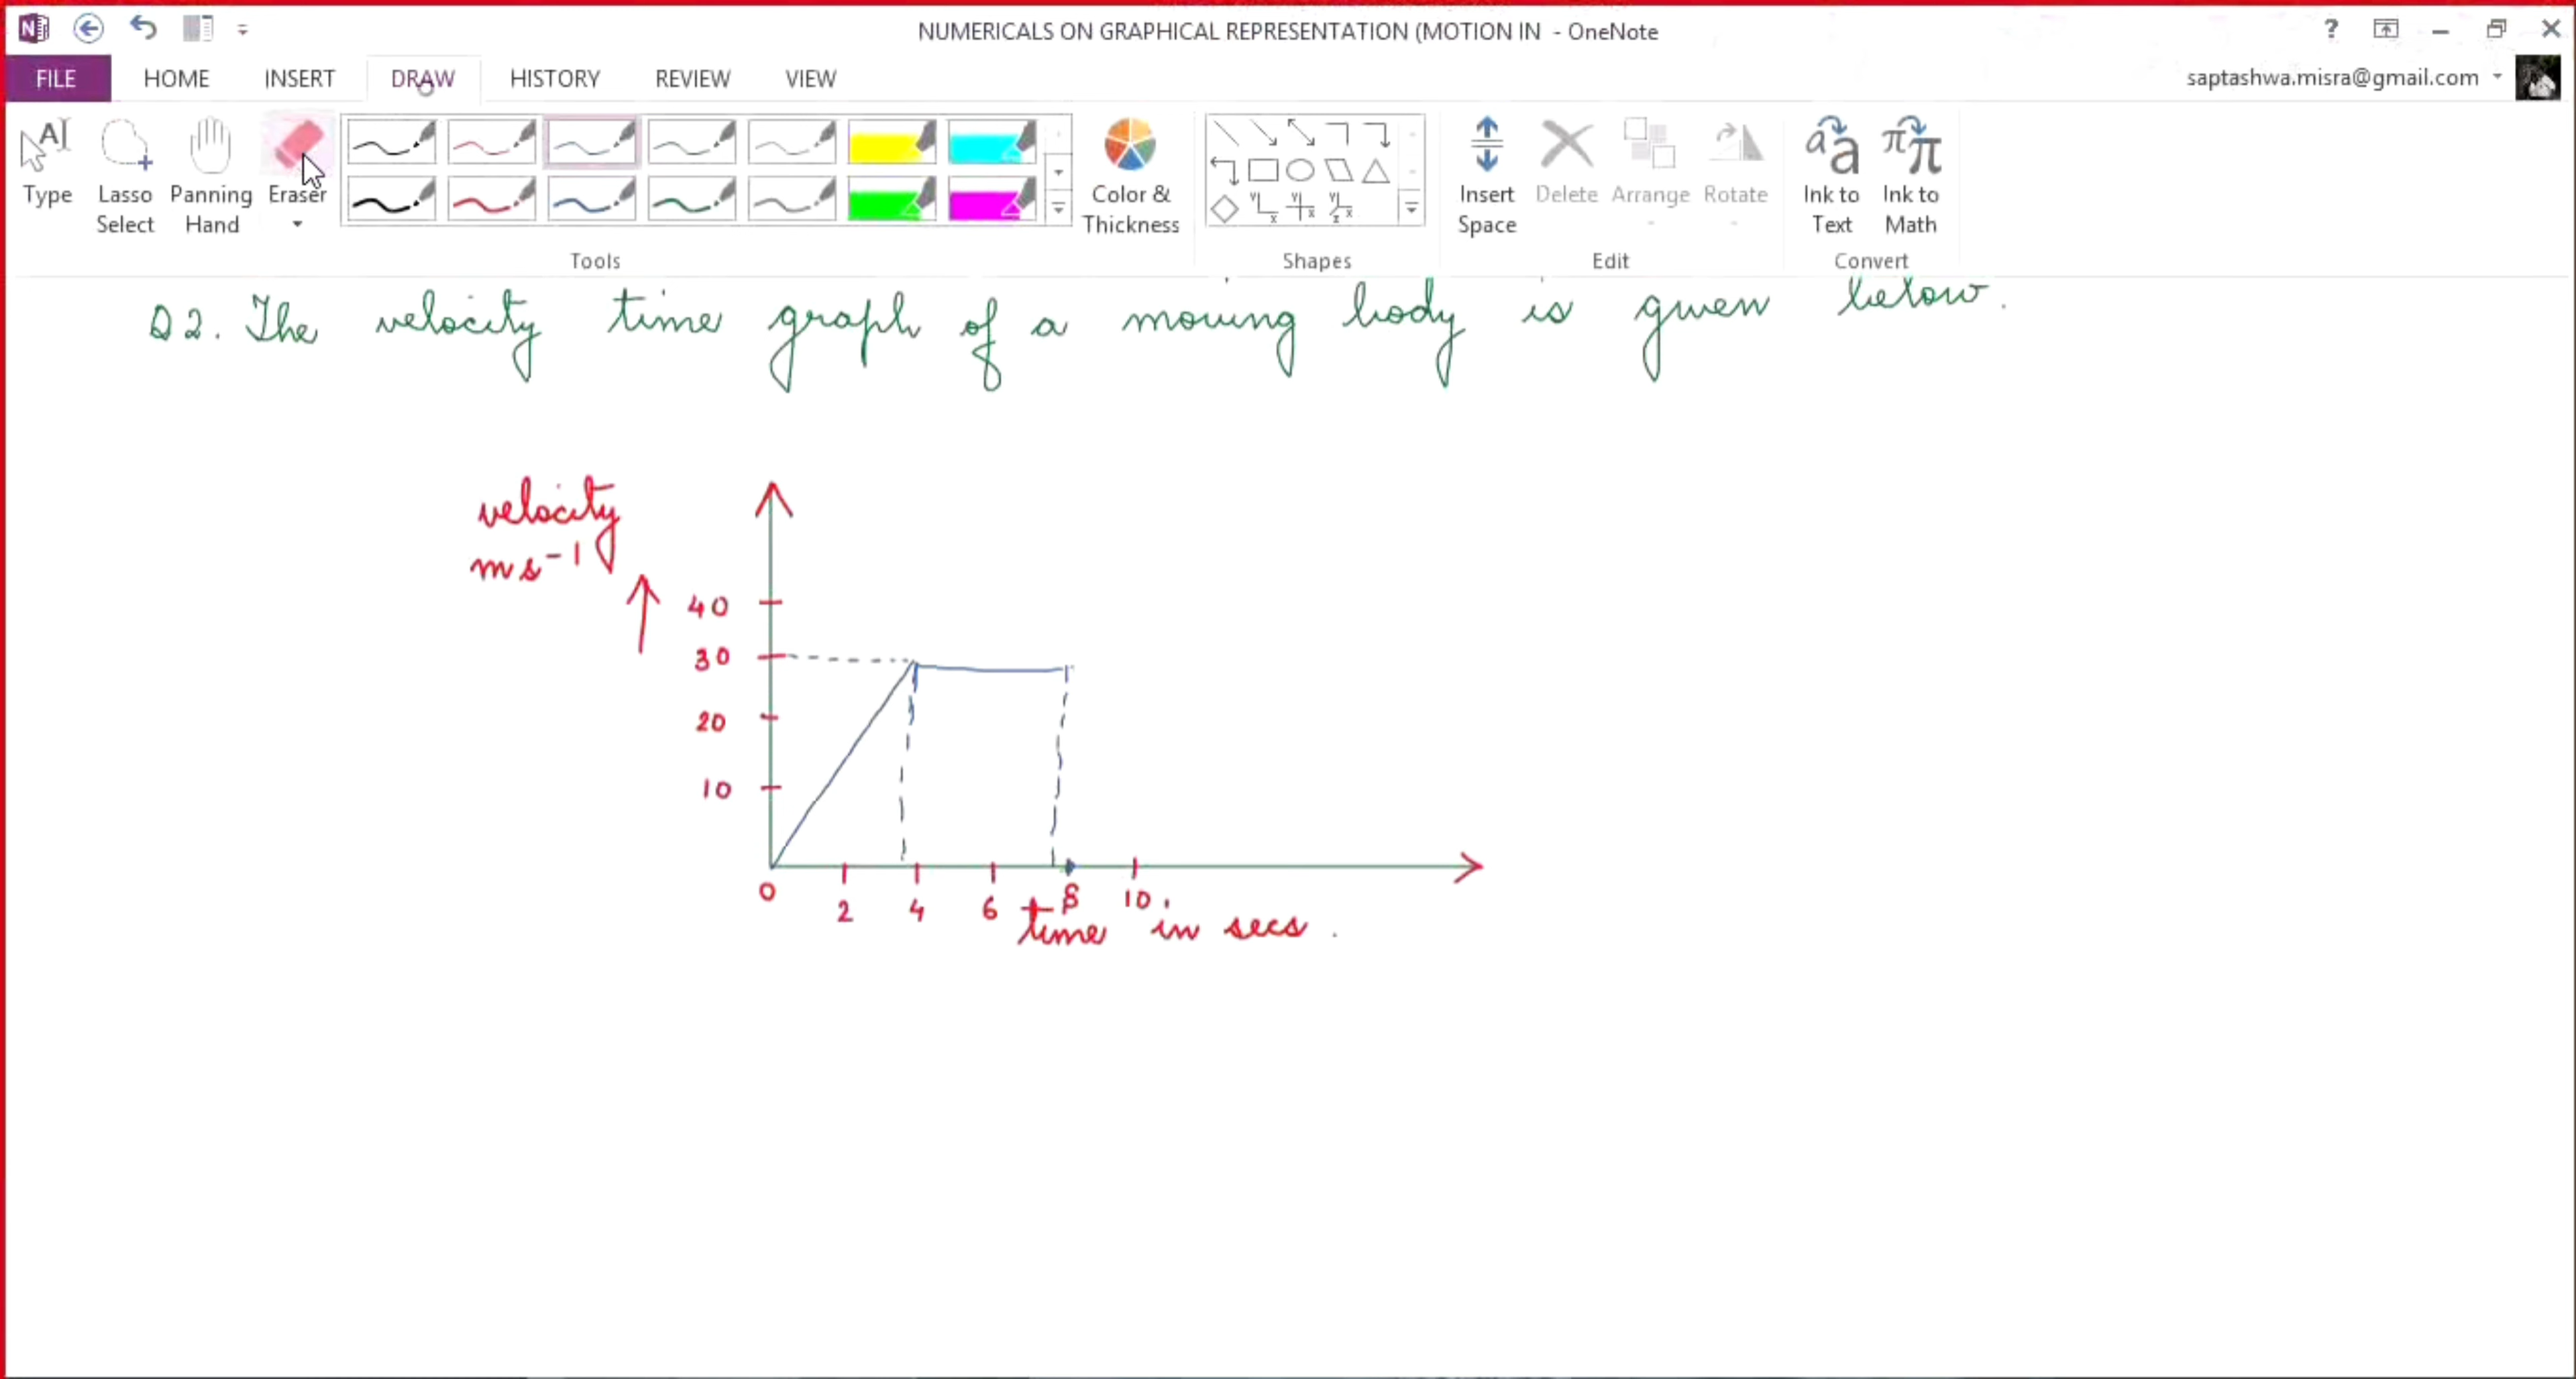 NUMERICALS ON GRAPHICAL REPRESENTATION (MOTION IN - OneNote
?
FILE HOME INSERT DRAW HISTORY REVIEW VIEW
saptashwa.misra@gmail.com
Type
Lasso Select
Panning Hand
Eraser
Color & Thickness
Insert Space
Delete
Arrange
Rotate
Ink to Text
Ink to Math
Tools
Shapes
Edit
Convert
Q2. The velocity time graph of a moving body is given below.
velocity
ms⁻¹
40
30
20
10
0 2 4 6 8 10
time in secs.